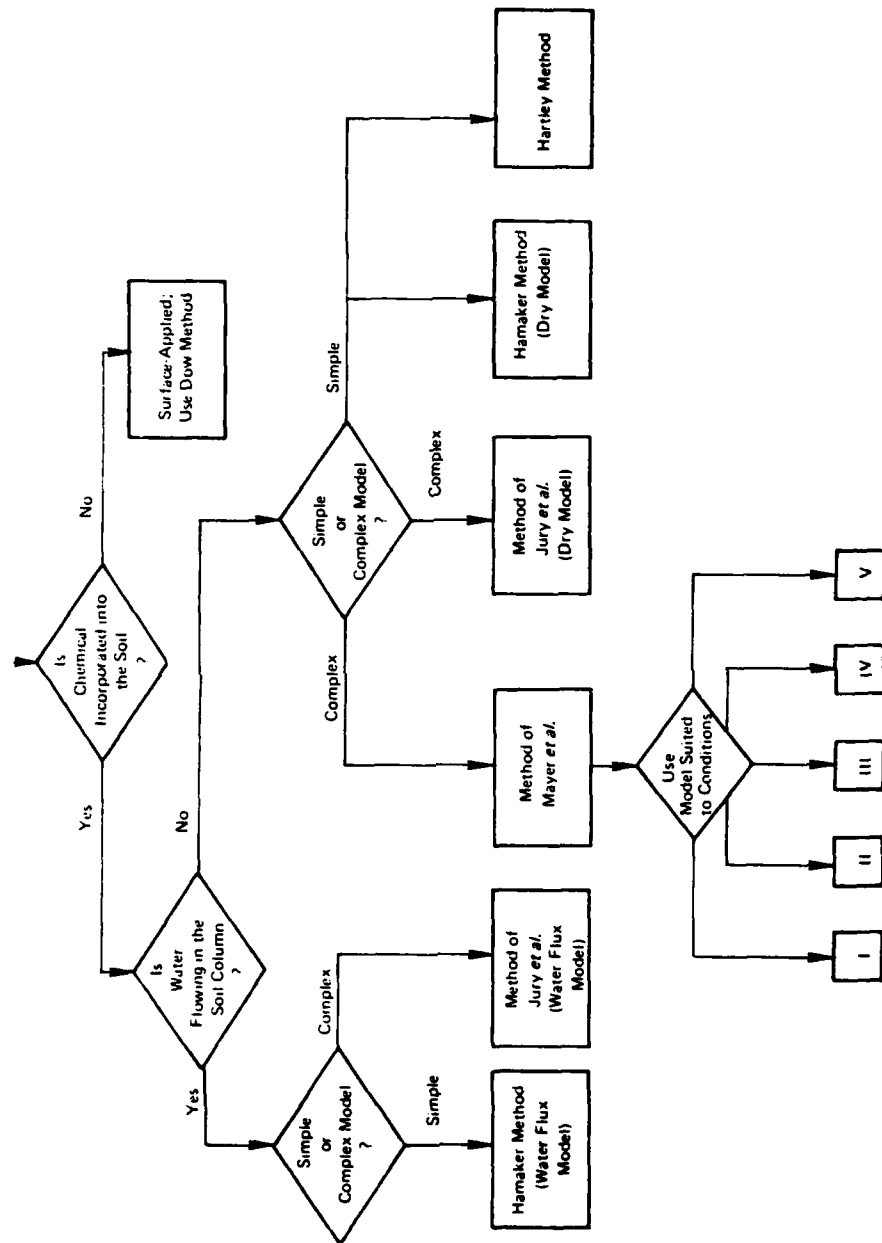 Is
Chemical
Incorporated into
the Soil
?
Yes
No
Surface-Applied;
Use Dow Method
Is
Water
Flowing in the
Soil Column
?
Yes
No
Simple
or
Complex Model
?
Simple
Complex
Hamaker Method
(Water Flux
Model)
Method of
Jury et al.
(Water Flux
Model)
Simple
or
Complex Model
?
Complex
Complex
Simple
Method of
Mayer et al.
Method of
Jury et al.
(Dry Model)
Hamaker Method
(Dry Model)
Hartley Method
Use
Model Suited
to Conditions
I
II
III
IV
V